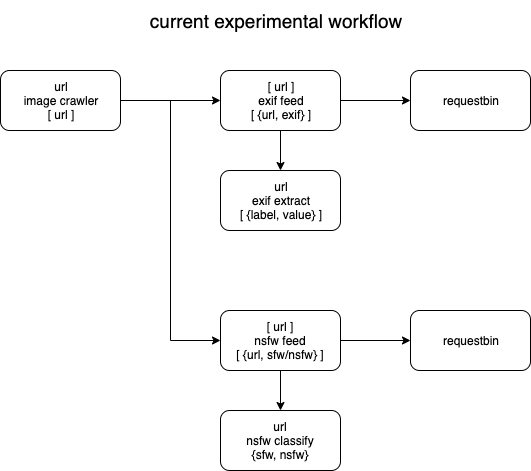 current experimental workflow
url
image crawler
[ url ]
[ url ]
exif feed
[ {url, exif} ]
requestbin
url
exif extract
[ {label, value} ]
[ url ]
nsfw feed
[ {url, sfw/nsfw} ]
requestbin
url
nsfw classify
{sfw, nsfw}